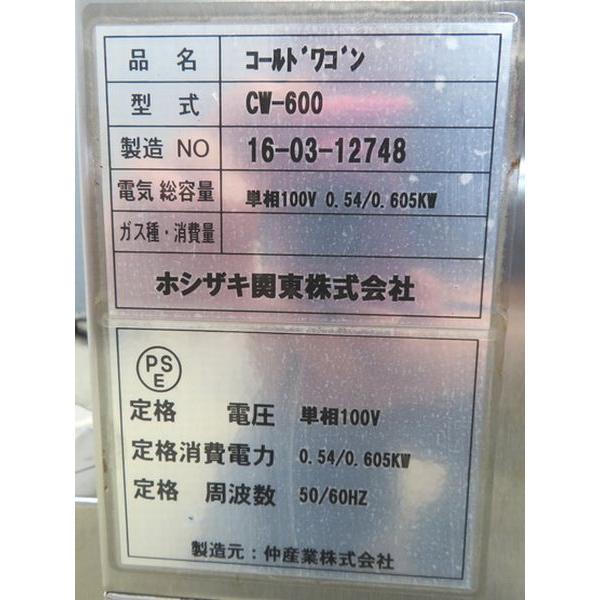 品名 ｺｰﾙﾄﾞﾜｺﾞﾝ
型式 CW-600
製造 NO 16-03-12748
電気 総容量 単相100V 0.54/0.605KW
ガス種・消費量
ホシザキ関東株式会社
PS
E
定格 電圧 単相100V
定格消費電力 0.54/0.605KW
定格 周波数 50/60HZ
製造元：仲産業株式会社